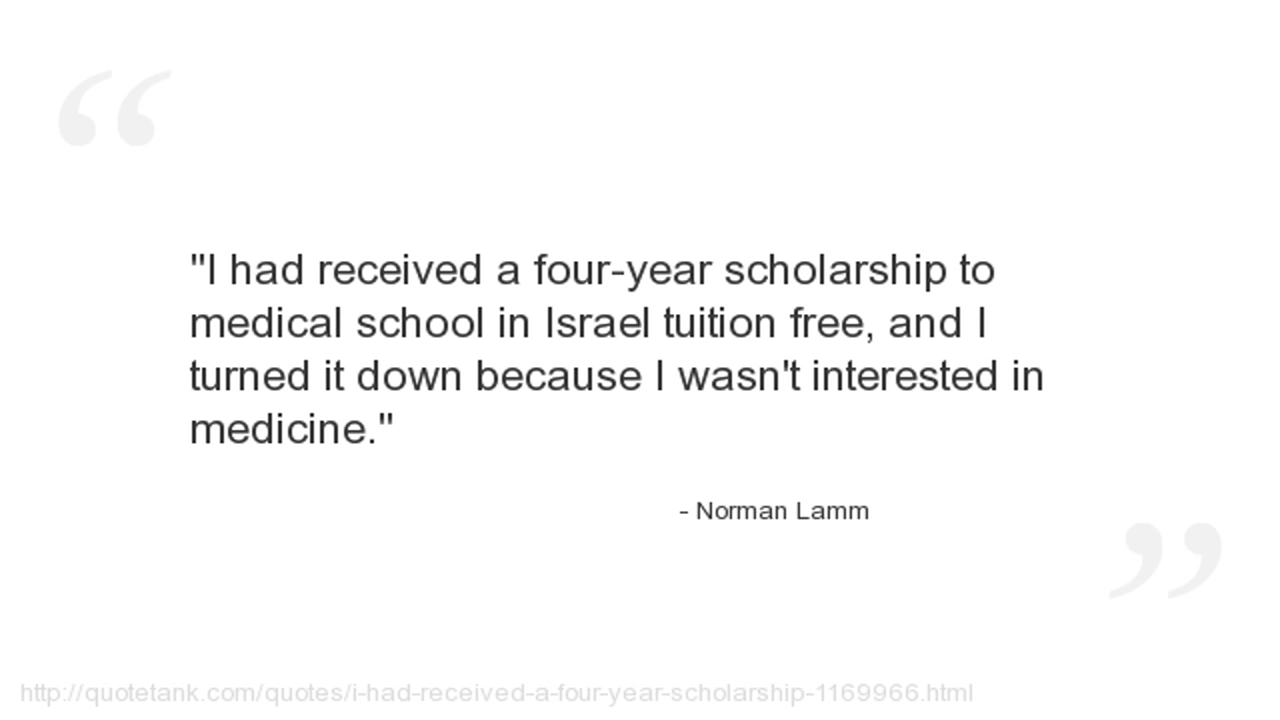 "I had received a four-year scholarship to
medical school in Israel tuition free, and I
turned it down because I wasn't interested in
medicine."
- Norman Lamm
http://quotetank.com/quotes/i-had-received-a-four-year-scholarship-1169966.html